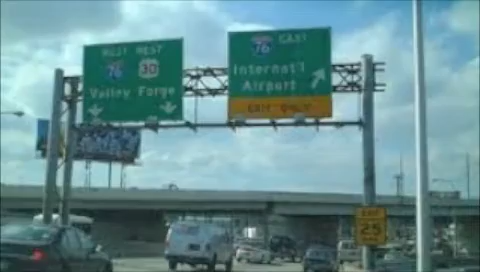 WEST WEST
76 30
Valley Forge
EAST
76
Internat'l
Airport
EXIT ONLY
EXIT
25